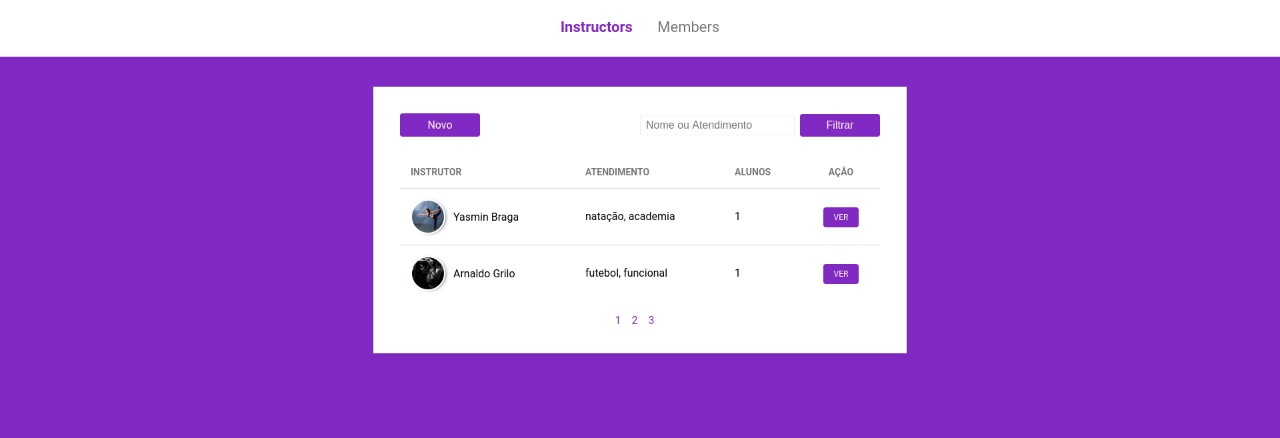 Instructors Members
Novo Nome ou Atendimento Filtrar
INSTRUTOR ATENDIMENTO ALUNOS AÇÃO
Yasmin Braga natação, academia 1 VER
Arnaldo Grilo futebol, funcional 1 VER
1 2 3